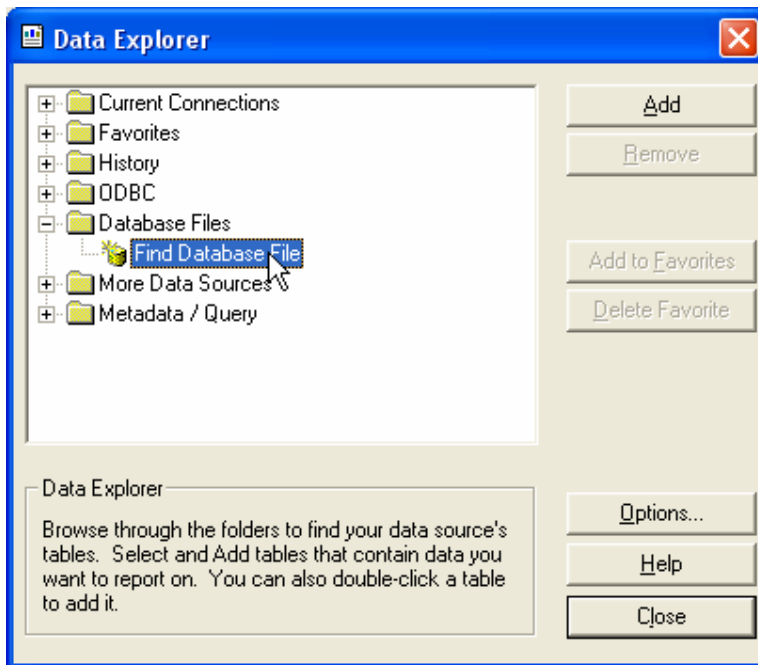 Data Explorer
Current Connections
Favorites
History
ODBC
Database Files
Find Database File
More Data Sources
Metadata / Query
Add
Remove
Add to Favorites
Delete Favorite
Data Explorer
Browse through the folders to find your data source's
tables. Select and Add tables that contain data you
want to report on. You can also double-click a table
to add it.
Options...
Help
Close